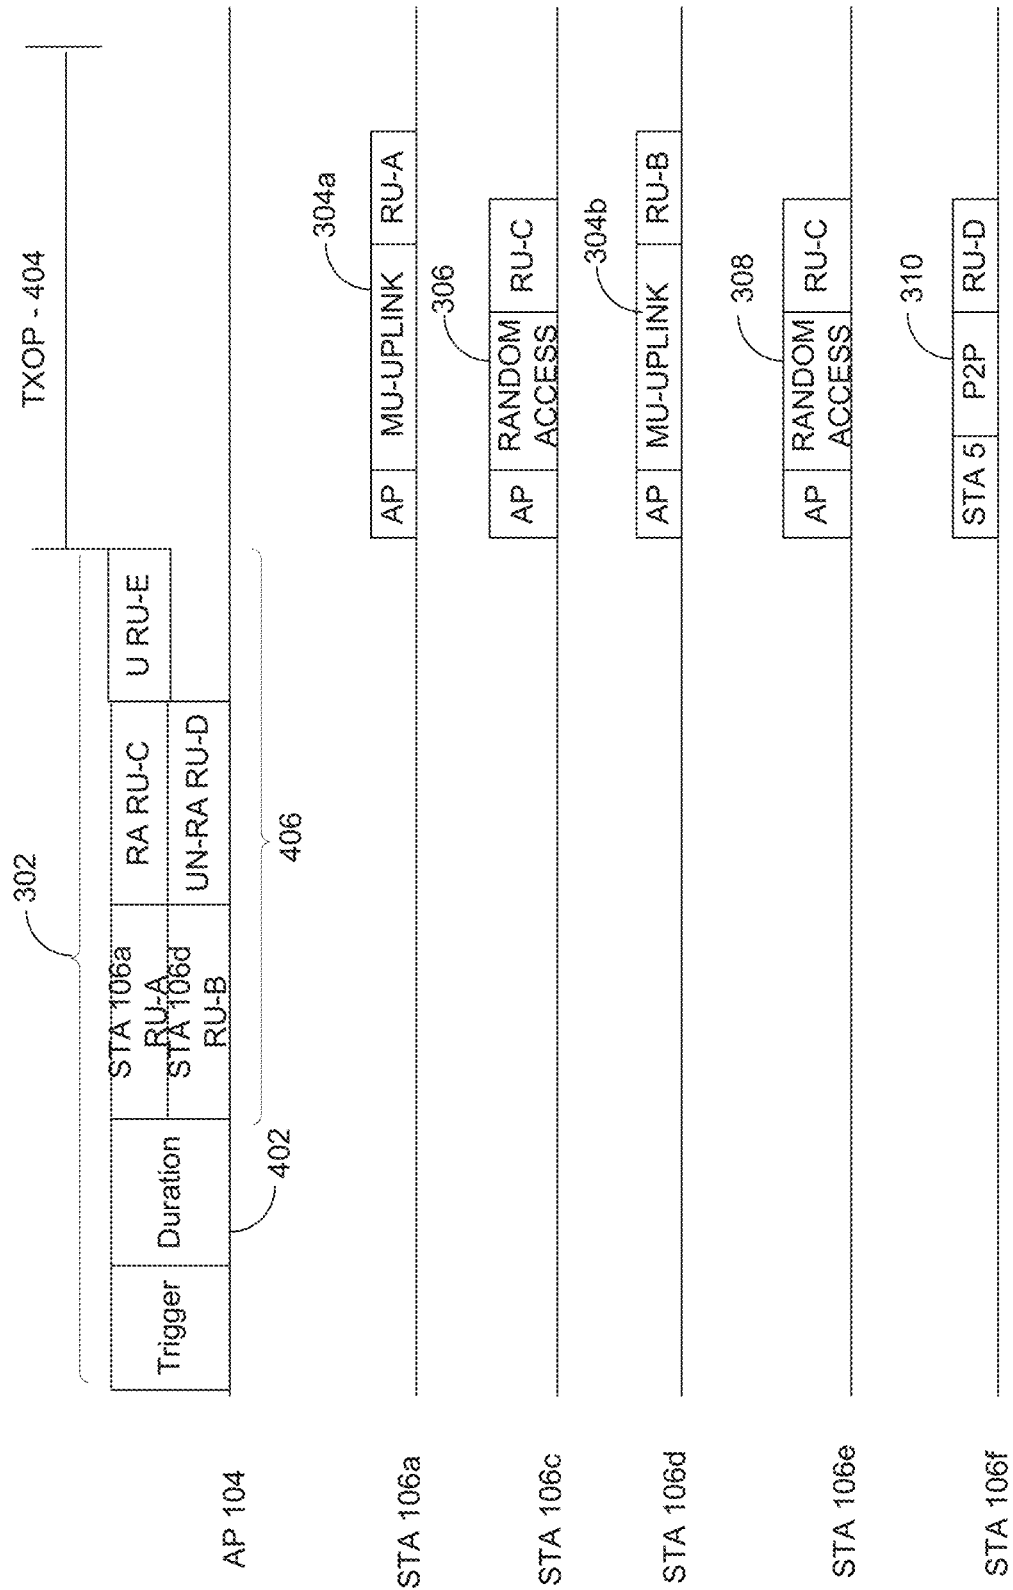 TXOP - 404
302
Trigger
Duration
STA 106a
RU-A
STA 106d
RU-B
RA RU-C
UN-RA RU-D
U RU-E
402
406
AP 104
304a
AP
MU-UPLINK
RU-A
STA 106a
306
AP
RANDOM
ACCESS
RU-C
STA 106c
304b
AP
MU-UPLINK
RU-B
STA 106d
308
AP
RANDOM
ACCESS
RU-C
STA 106e
310
STA 5
P2P
RU-D
STA 106f